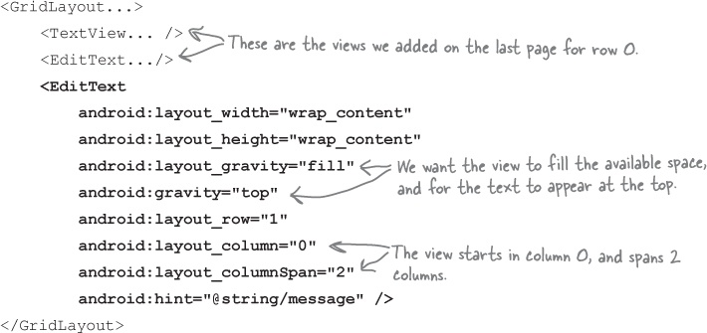 <GridLayout...>
<TextView... />
These are the views we added on the last page for row 0.
<EditText.../>
<EditText
android:layout_width="wrap_content"
android:layout_height="wrap_content"
android:layout_gravity="fill"
We want the view to fill the available space,
android:gravity="top"
and for the text to appear at the top.
android:layout_row="1"
android:layout_column="0"
The view starts in column 0, and spans 2
android:layout_columnSpan="2"
columns.
android:hint="@string/message" />
</GridLayout>